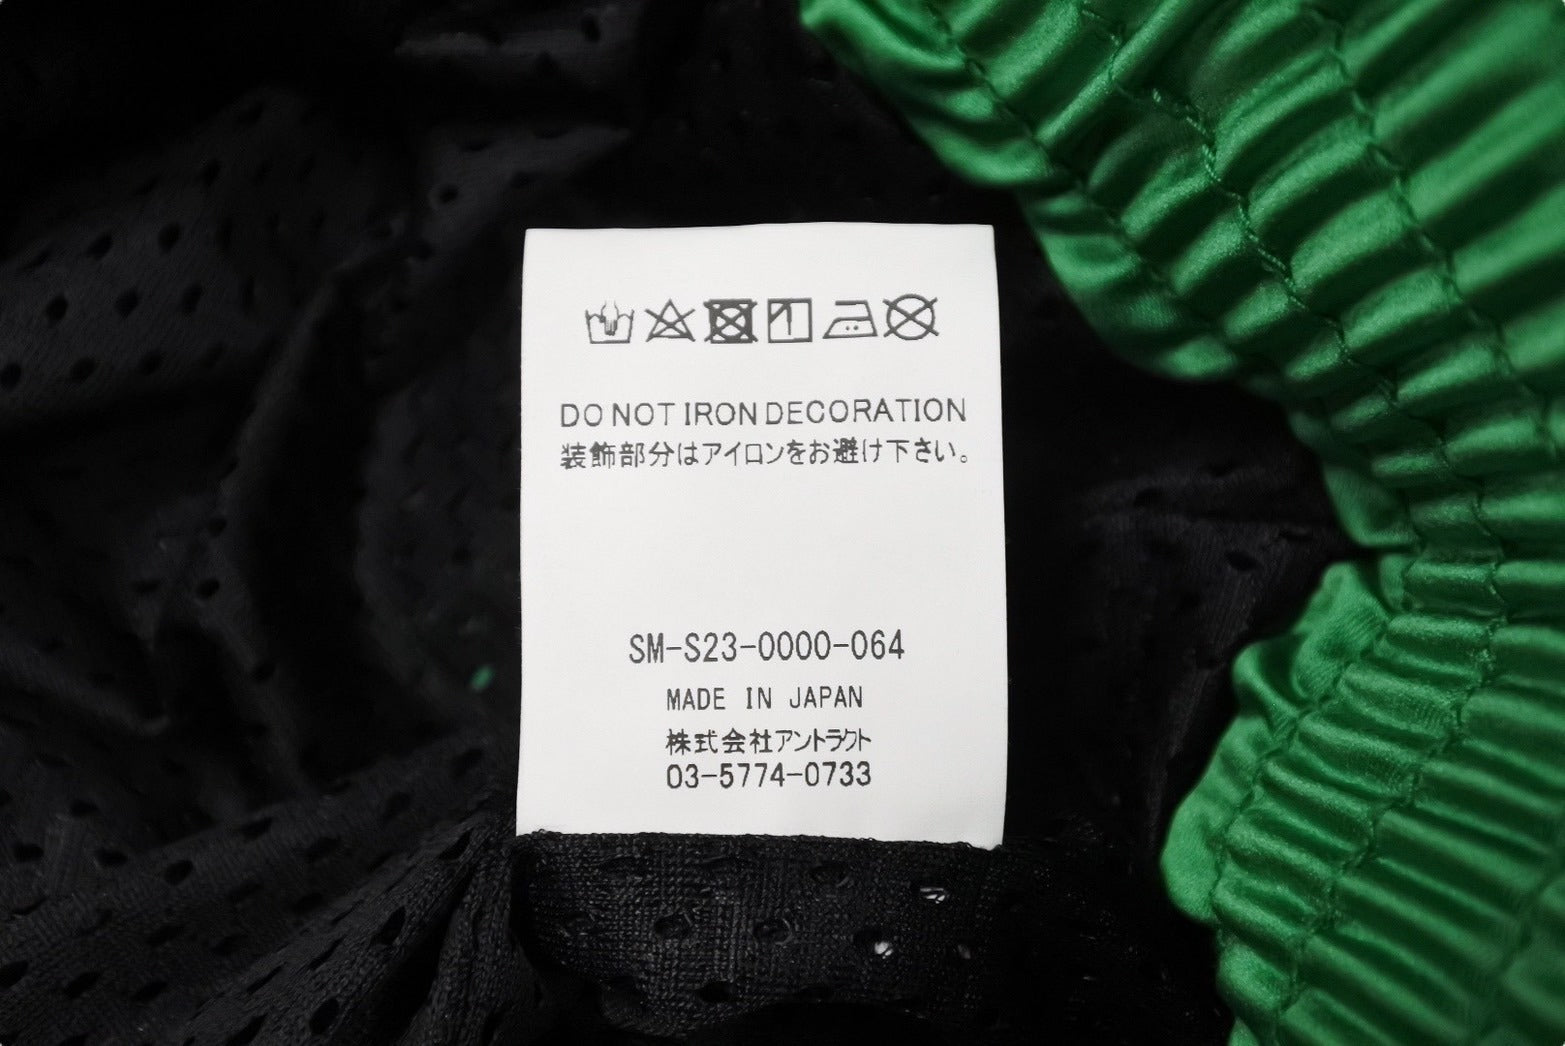 DO NOT IRON DECORATION
装飾部分はアイロンをお避け下さい。
SM-S23-0000-064
MADE IN JAPAN
株式会社アントラクト
03-5774-0733